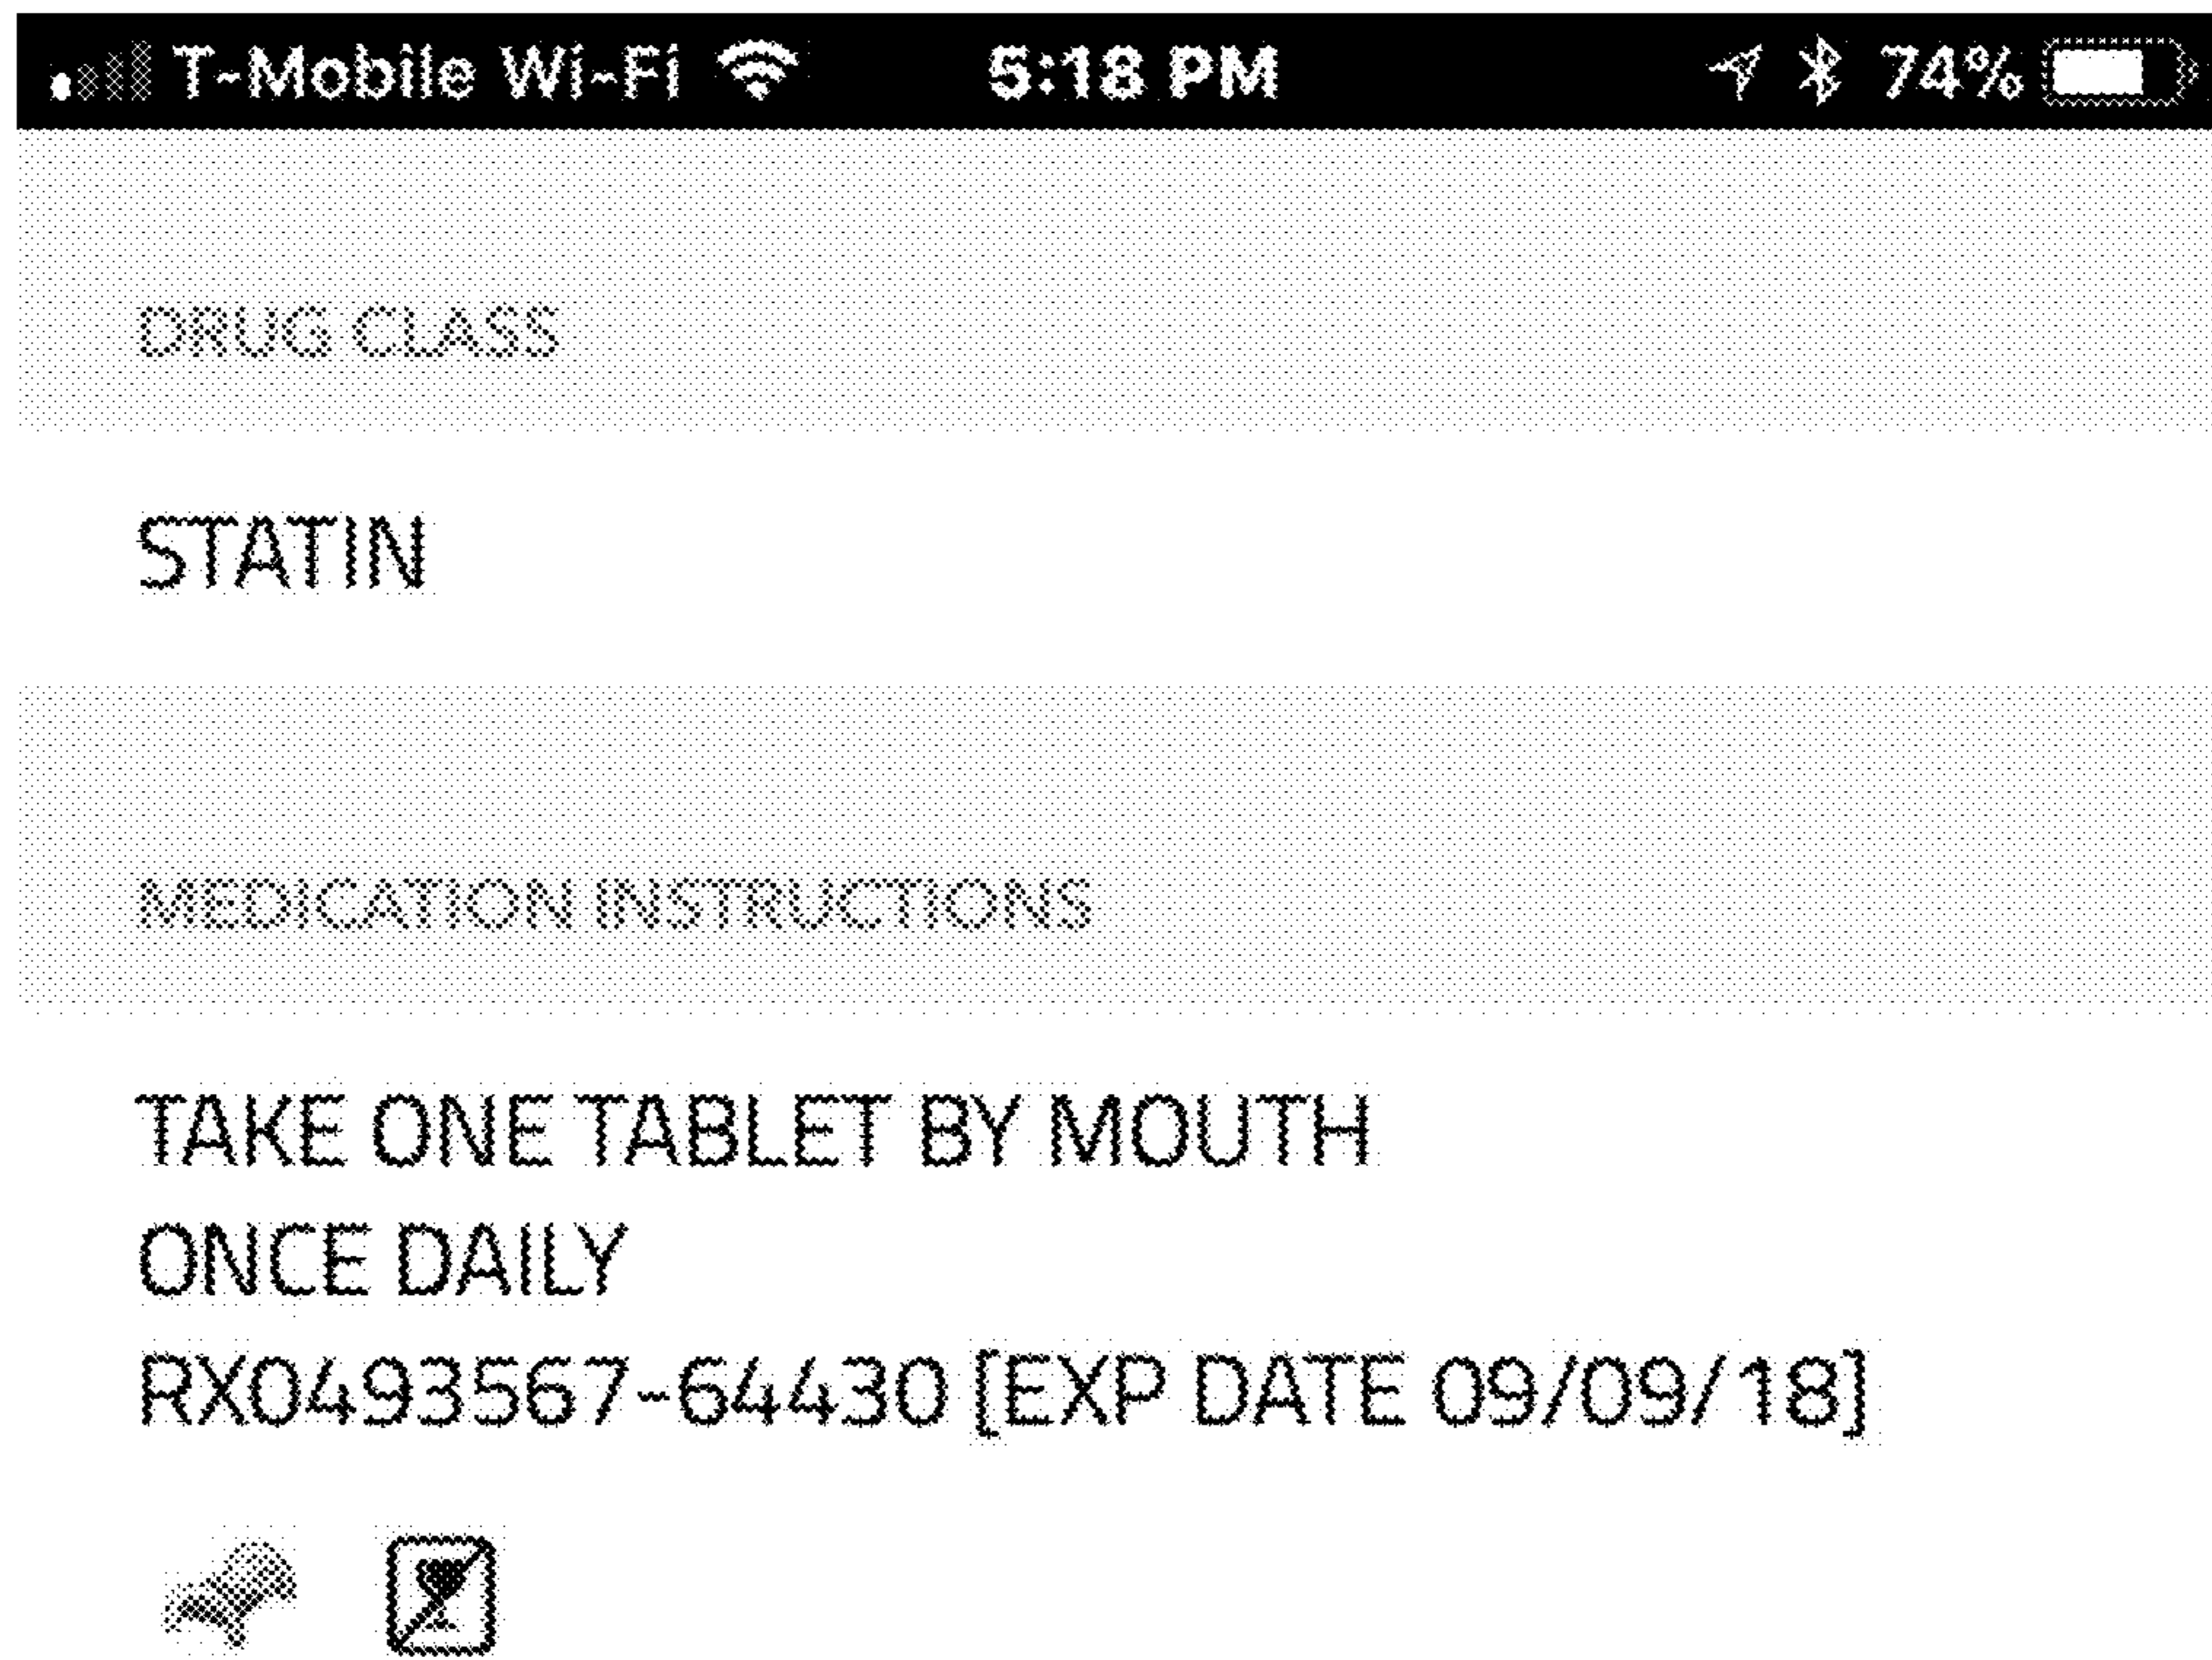 T-Mobile Wi-Fi 5:18 PM 74%
DRUG CLASS
STATIN
MEDICATION INSTRUCTIONS
TAKE ONE TABLET BY MOUTH
ONCE DAILY
RX0493567-64430 [EXP DATE 09/09/18]